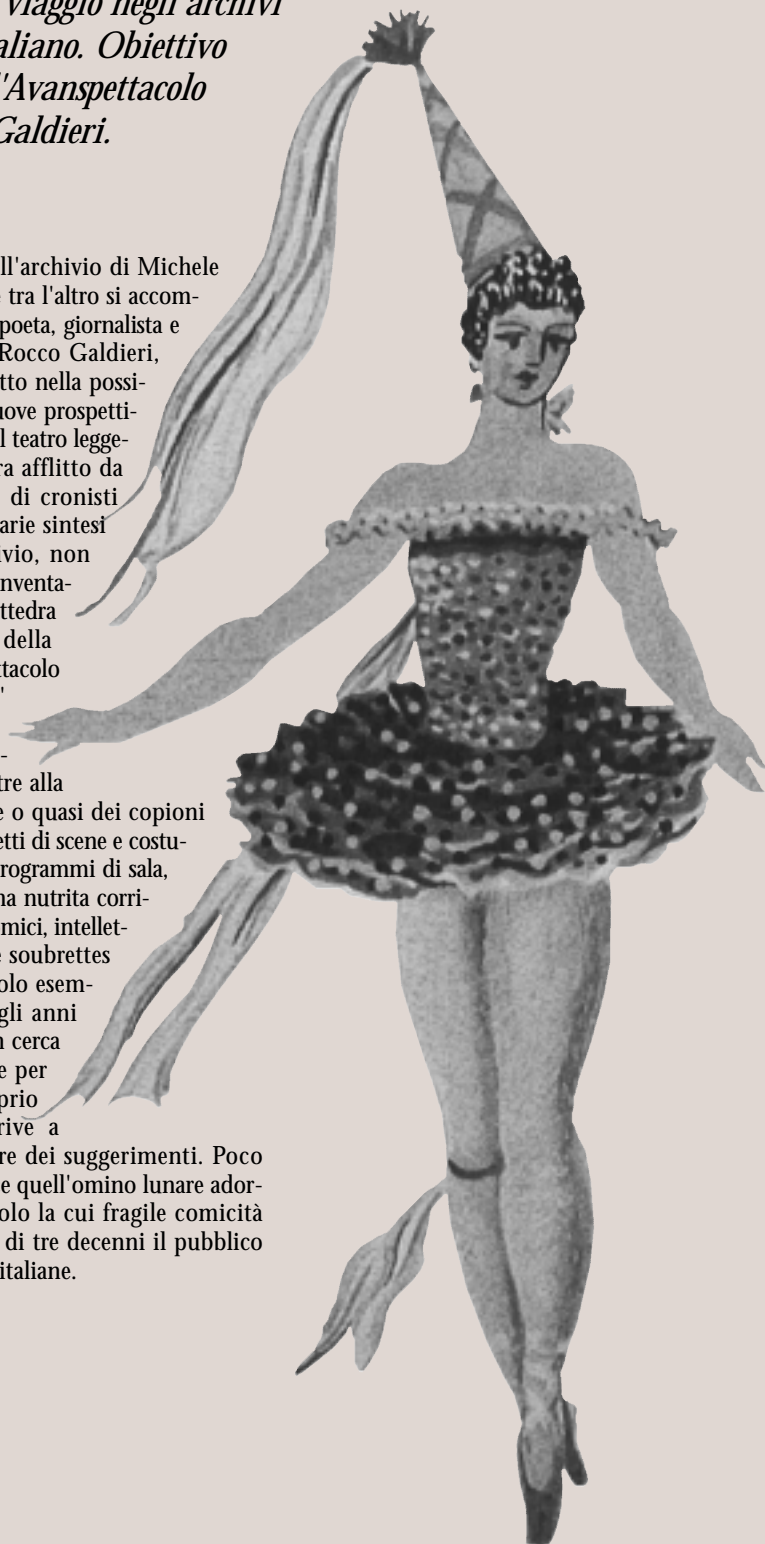 viaggio negli archivi
aliano. Obiettivo
l'Avanspettacolo
Galdieri.
ll'archivio di Michele
e tra l'altro si accom-
poeta, giornalista e
Rocco Galdieri,
tto nella possi-
uove prospetti-
l teatro legge-
ra afflitto da
di cronisti
arie sintesi
ivio, non
nventa-
ttedra
della
ttacolo
"
-
tre alla
e o quasi dei copioni
etti di scene e costu-
rogrammi di sala,
na nutrita corri-
mici, intellet-
e soubrettes
olo esem-
gli anni
n cerca
e per
prio
rive a
re dei suggerimenti. Poco
e quell'omino lunare ador-
olo la cui fragile comicità
di tre decenni il pubblico
italiane.